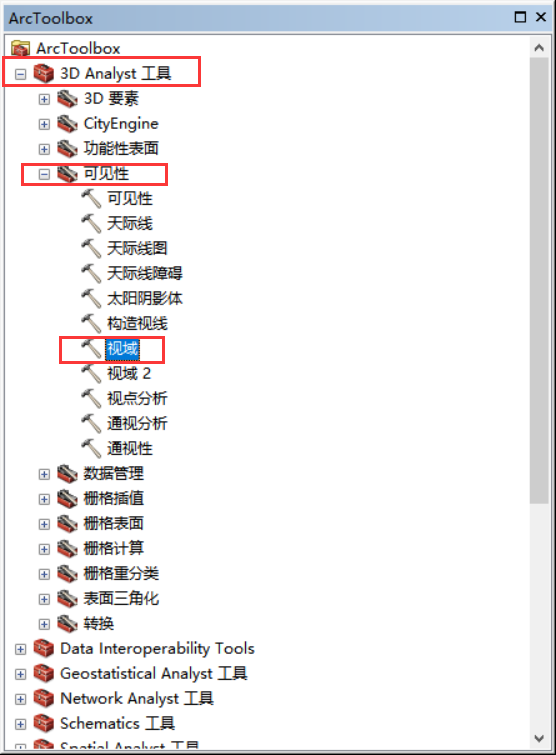 ArcToolbox
ArcToolbox
3D Analyst 工具
3D 要素
CityEngine
功能性表面
可见性
可见性
天际线
天际线图
天际线障碍
太阳阴影体
构造视线
视域
视域 2
视点分析
通视分析
通视性
数据管理
栅格插值
栅格表面
栅格计算
栅格重分类
表面三角化
转换
Data Interoperability Tools
Geostatistical Analyst 工具
Network Analyst 工具
Schematics 工具
Spatial Analyst 工具